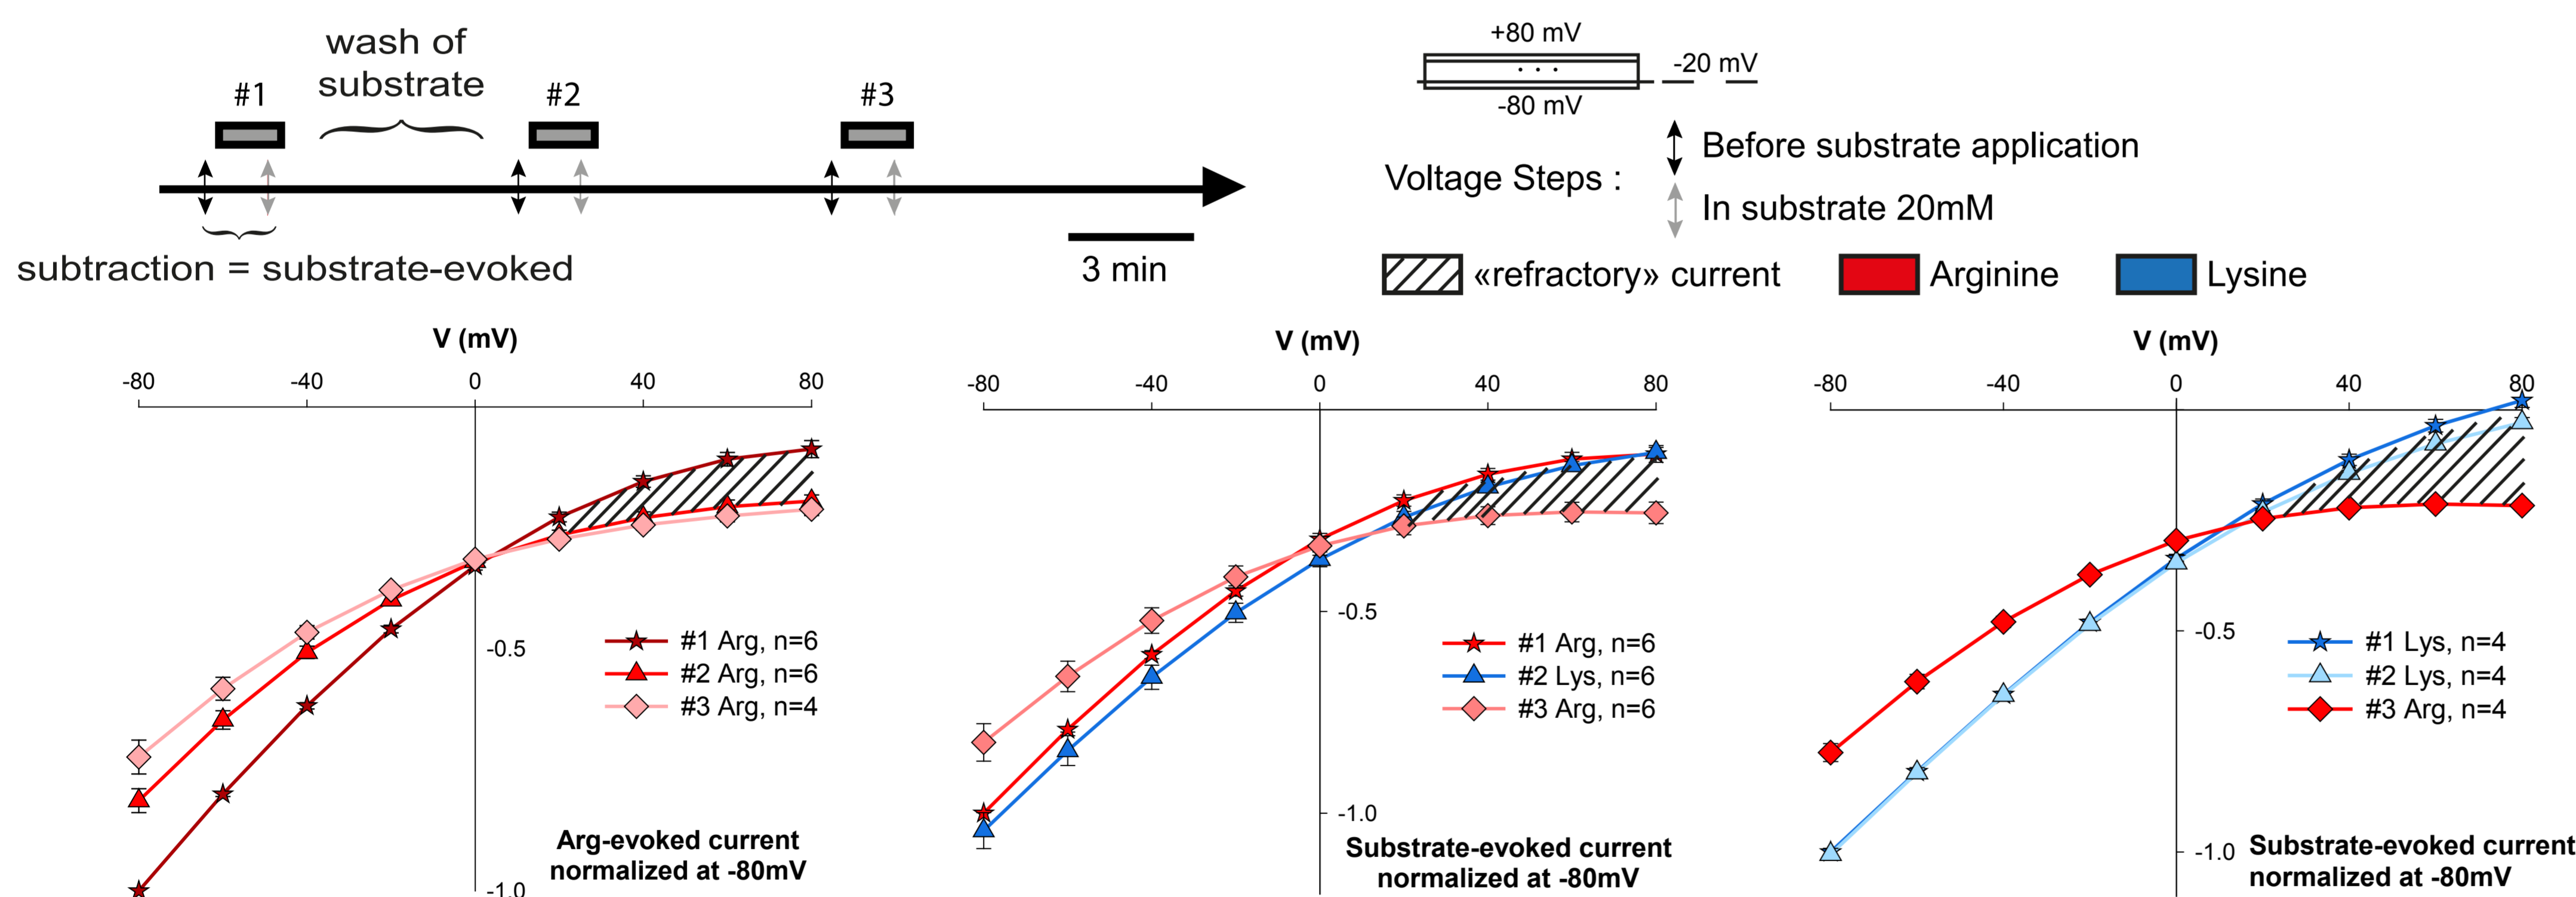 wash of
substrate
#1
#2
#3
subtraction = substrate-evoked
3 min
+80 mV
. . .
-20 mV
-80 mV
Voltage Steps :
Before substrate application
In substrate 20mM
«refractory» current
Arginine
Lysine
V (mV)
-80
-40
0
40
80
-0.5
-1.0
#1 Arg, n=6
#2 Arg, n=6
#3 Arg, n=4
Arg-evoked current
normalized at -80mV
V (mV)
-80
-40
0
40
80
-0.5
-1.0
#1 Arg, n=6
#2 Lys, n=6
#3 Arg, n=6
Substrate-evoked current
normalized at -80mV
V (mV)
-80
-40
0
40
80
-0.5
-1.0
#1 Lys, n=4
#2 Lys, n=4
#3 Arg, n=4
Substrate-evoked current
normalized at -80mV